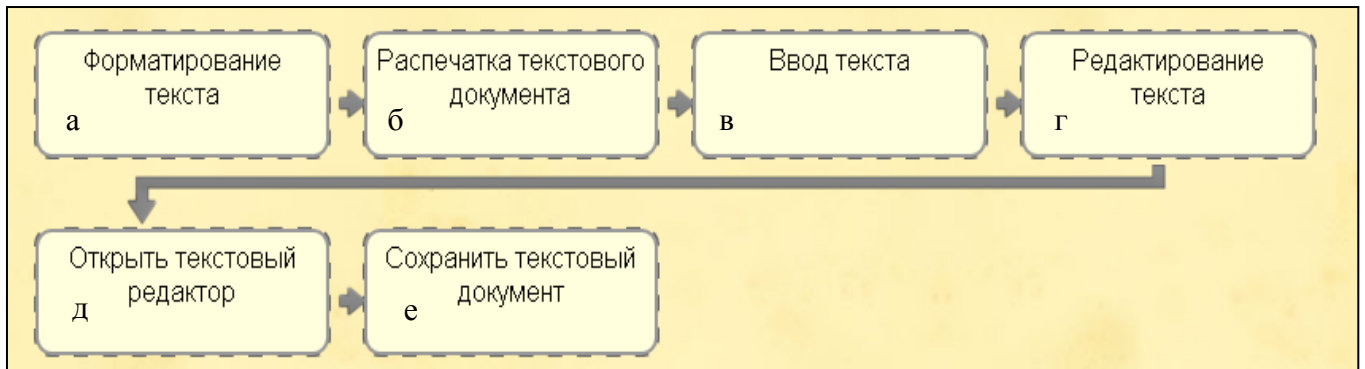 Форматирование
текста
а
Распечатка текстового
документа
б
Ввод текста
в
Редактирование
текста
г
Открыть текстовый
редактор
д
Сохранить текстовый
документ
е